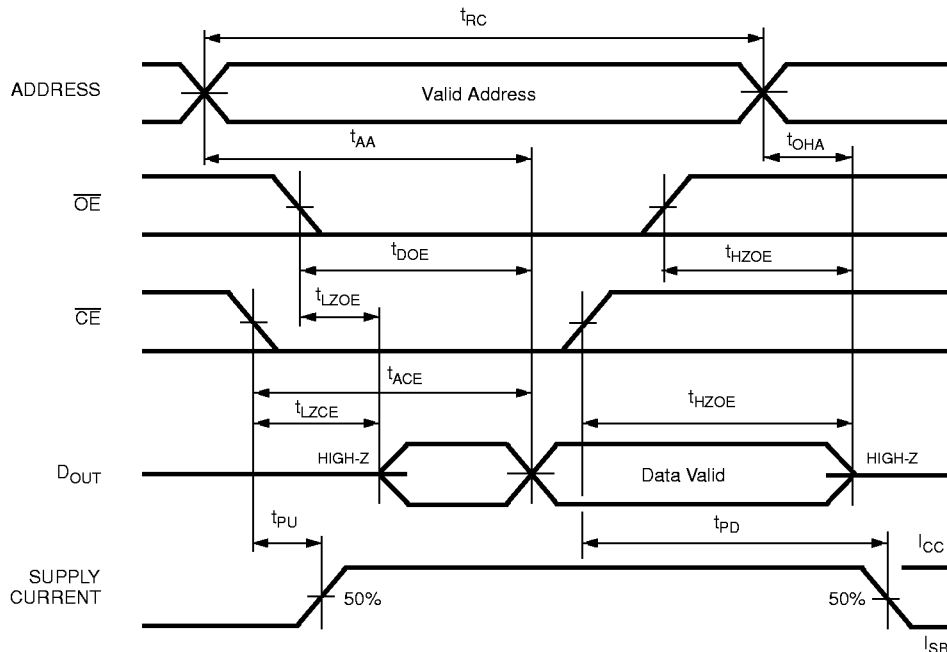 tRC
ADDRESS
Valid Address
tAA
tOHA
OE
tDOE
tHZOE
tLZOE
CE
tACE
tLZCE
tHZOE
DOUT
HIGH-Z
Data Valid
HIGH-Z
tPU
tPD
ICC
SUPPLY
CURRENT
50%
50%
ISB